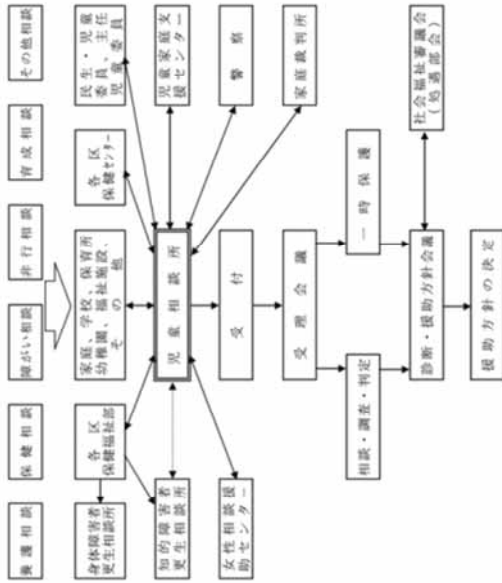 養護相談
保健相談
障がい相談
非行相談
育成相談
その他相談
身体障害者
更生相談所
各区
保健福祉部
家庭、学校、保育所
幼稚園、福祉施設、
その他
各区
保健センター
民生・児童
委員、主任
児童委員
知的障害者
更生相談所
児童相談所
児童家庭支
援センター
女性相談援
助センター
受付
警察
家庭裁判所
受理会議
相談・調査・判定
一時保護
診断・援助方針会議
社会福祉審議会
(処遇部会)
援助方針の決定